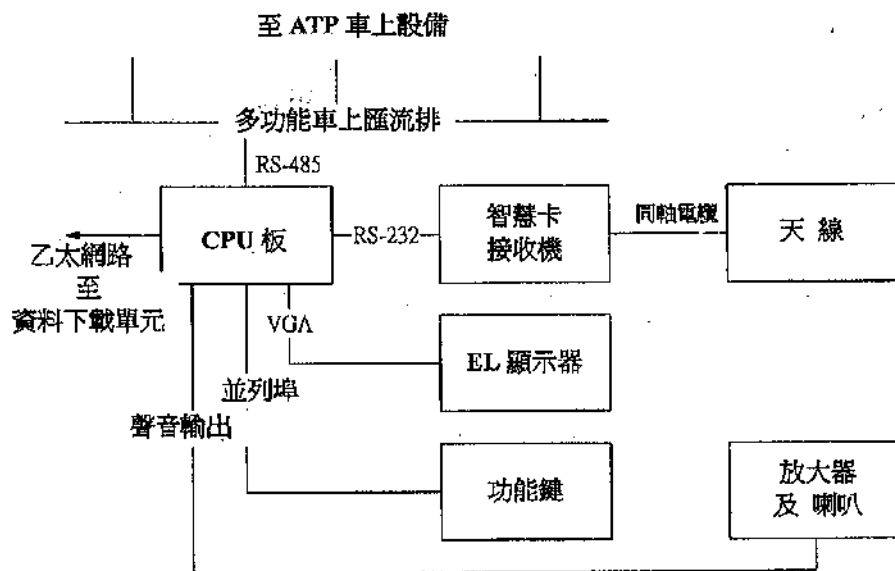 至 ATP 車上設備
多功能車上匯流排
RS-485
CPU 板
RS-232
智慧卡
接收機
同軸電欖
天 線
乙太網路
至
資料下載單元
VGA
EL 顯示器
並列埠
聲音輸出
功能鍵
放大器
及 喇叭